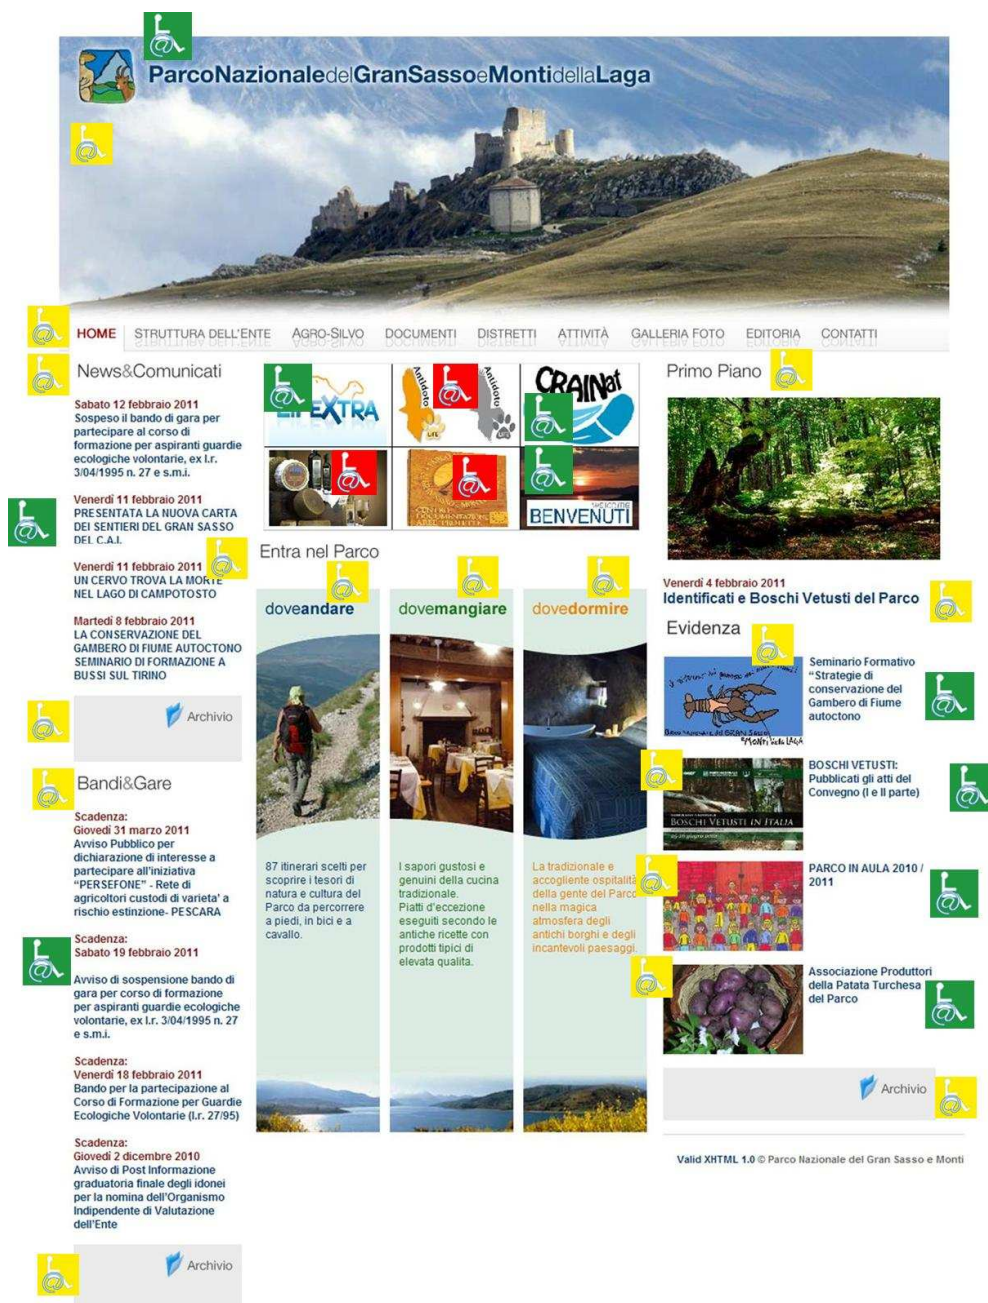 ParcoNazionaledelGranSassoeMontidellaLaga
HOME STRUTTURA DELL'ENTE AGRO-SILVO DOCUMENTI DISTRETTI ATTIVITÀ GALLERIA FOTO EDITORIA CONTATTI
News&Comunicati
Sabato 12 febbraio 2011
Sospeso il bando di gara per
partecipare al corso di
formazione per aspiranti guardie
ecologiche volontarie, ex l.r.
3/04/1995 n. 27 e s.m.i.
Venerdì 11 febbraio 2011
PRESENTATA LA NUOVA CARTA
DEI SENTIERI DEL GRAN SASSO
DEL C.A.I.
Venerdì 11 febbraio 2011
UN CERVO TROVA LA MORTE
NEL LAGO DI CAMPOTOSTO
Martedì 8 febbraio 2011
LA CONSERVAZIONE DEL
GAMBERO DI FIUME AUTOCTONO
SEMINARIO DI FORMAZIONE A
BUSSI SUL TIRINO
Archivio
Bandi&Gare
Scadenza:
Giovedì 31 marzo 2011
Avviso Pubblico per
dichiarazione di interesse a
partecipare all'iniziativa
“PERSEFONE” - Rete di
agricoltori custodi di varieta' a
rischio estinzione- PESCARA
Scadenza:
Sabato 19 febbraio 2011
Avviso di sospensione bando di
gara per corso di formazione
per aspiranti guardie ecologiche
volontarie, ex l.r. 3/04/1995 n. 27
e s.m.i.
Scadenza:
Venerdì 18 febbraio 2011
Bando per la partecipazione al
Corso di Formazione per Guardie
Ecologiche Volontarie (l.r. 27/95)
Scadenza:
Giovedì 2 dicembre 2010
Avviso di Post Informazione
graduatoria finale degli idonei
per la nomina dell'Organismo
Indipendente di Valutazione
dell'Ente
Archivio
EXTRA
Antidoto
LIFE
Antidoto
LIFE
CRAINat
WELCOME
BENVENUTI
Entra nel Parco
doveandare
87 itinerari scelti per
scoprire i tesori di
natura e cultura del
Parco da percorrere
a piedi, in bici e a
cavallo.
dovemangiare
I sapori gustosi e
genuini della cucina
tradizionale.
Piatti d'eccezione
eseguiti secondo le
antiche ricette con
prodotti tipici di
elevata qualita.
dovedormire
La tradizionale e
accogliente ospitalità
della gente del Parco
nella magica
atmosfera degli
antichi borghi e degli
incantevoli paesaggi.
Primo Piano
Venerdì 4 febbraio 2011
Identificati e Boschi Vetusti del Parco
Evidenza
MONTI della LAGA
Seminario Formativo
“Strategie di
conservazione del
Gambero di Fiume
autoctono
BOSCHI VETUSTI IN ITALIA
BOSCHI VETUSTI:
Pubblicati gli atti del
Convegno (I e II parte)
PARCO IN AULA 2010 /
2011
Associazione Produttori
della Patata Turchesa
del Parco
Archivio
Valid XHTML 1.0 © Parco Nazionale del Gran Sasso e Monti